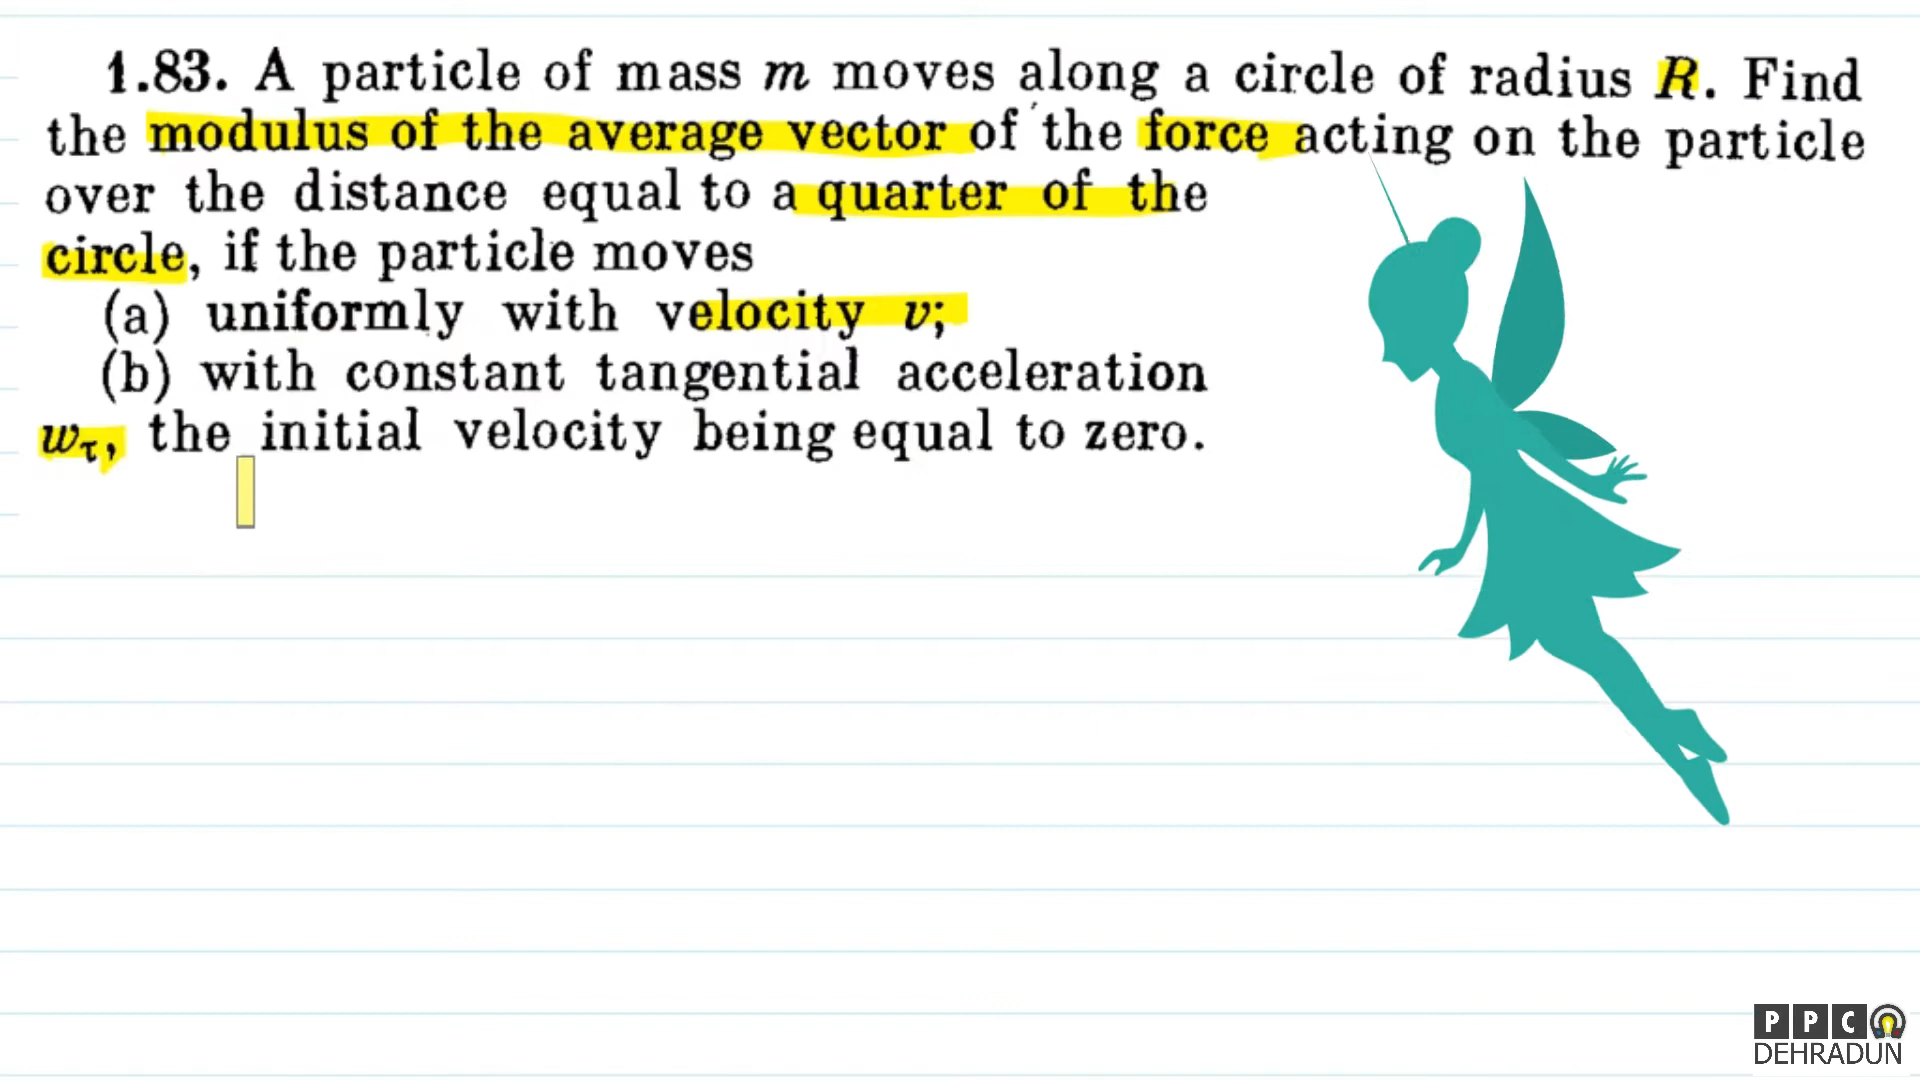 1.83. A particle of mass m moves along a circle of radius R. Find
the modulus of the average vector of the force acting on the particle
over the distance equal to a quarter of the
circle, if the particle moves
(a) uniformly with velocity v;
(b) with constant tangential acceleration
wτ, the initial velocity being equal to zero.
PPC
DEHRADUN